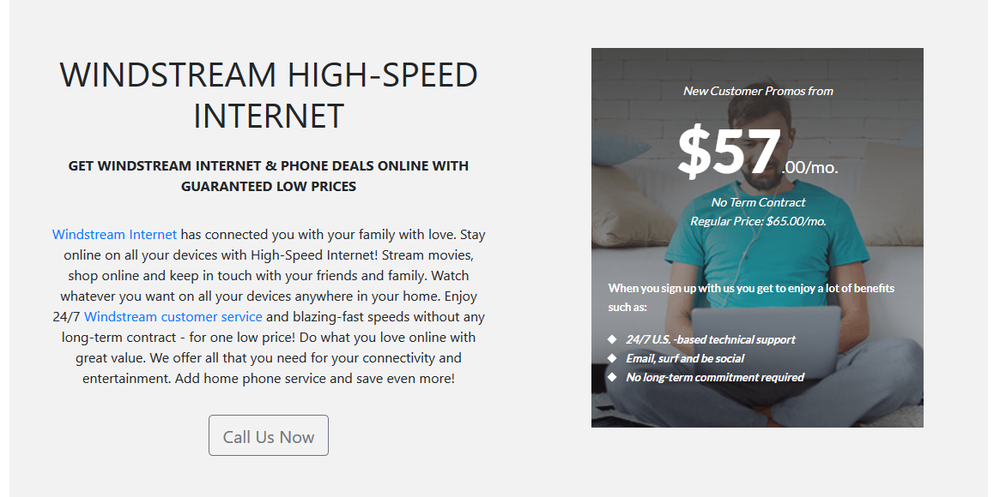 WINDSTREAM HIGH-SPEED
INTERNET
GET WINDSTREAM INTERNET & PHONE DEALS ONLINE WITH
GUARANTEED LOW PRICES
Windstream Internet has connected you with your family with love. Stay
online on all your devices with High-Speed Internet! Stream movies,
shop online and keep in touch with your friends and family. Watch
whatever you want on all your devices anywhere in your home. Enjoy
24/7 Windstream customer service and blazing-fast speeds without any
long-term contract - for one low price! Do what you love online with
great value. We offer all that you need for your connectivity and
entertainment. Add home phone service and save even more!
Call Us Now
New Customer Promos from
$57.00/mo.
No Term Contract
Regular Price: $65.00/mo.
When you sign up with us you get to enjoy a lot of benefits
such as:
24/7 U.S. -based technical support
Email, surf and be social
No long-term commitment required